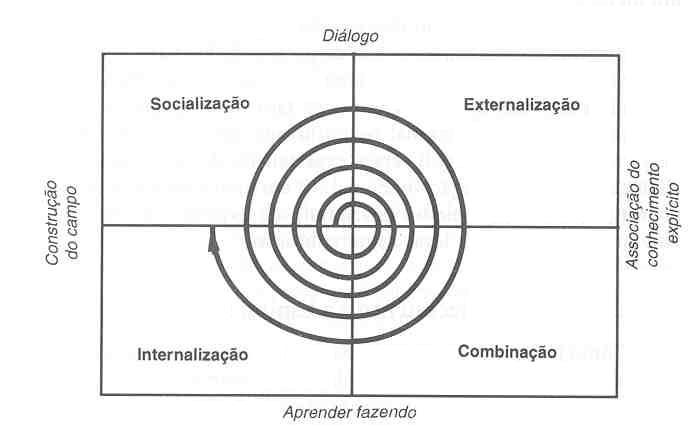 Diálogo
Socialização
Externalização
Construção
do campo
Associação do
conhecimento
explícito
Internalização
Combinação
Aprender fazendo